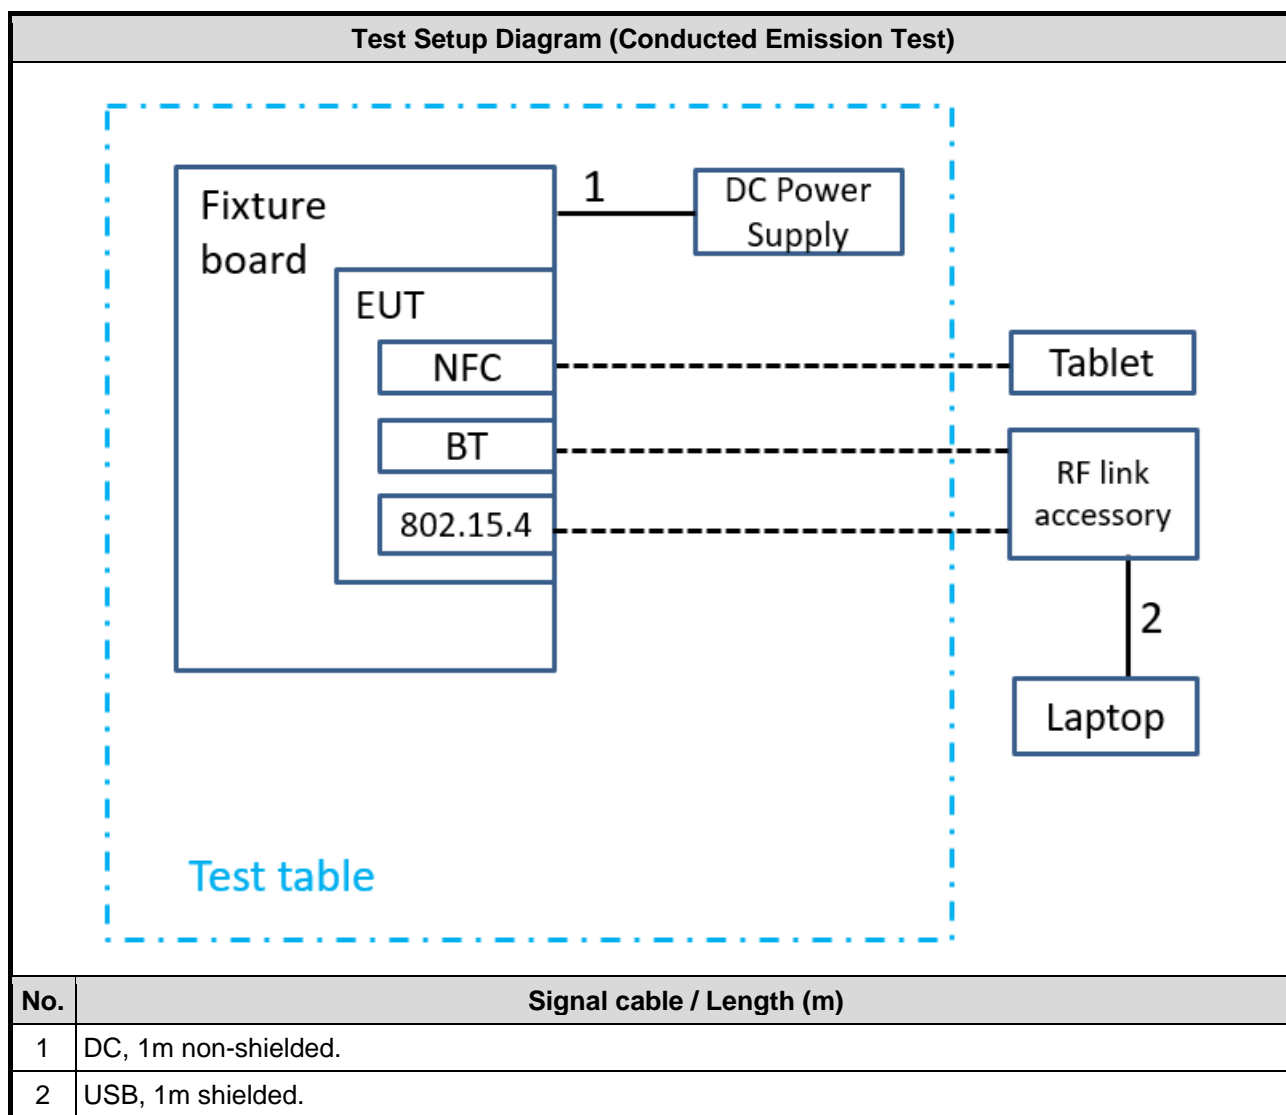 Test Setup Diagram (Conducted Emission Test)
Fixture
board
1
DC Power
Supply
EUT
NFC
Tablet
BT
RF link
accessory
802.15.4
2
Laptop
Test table
No. Signal cable / Length (m)
1 DC, 1m non-shielded.
2 USB, 1m shielded.